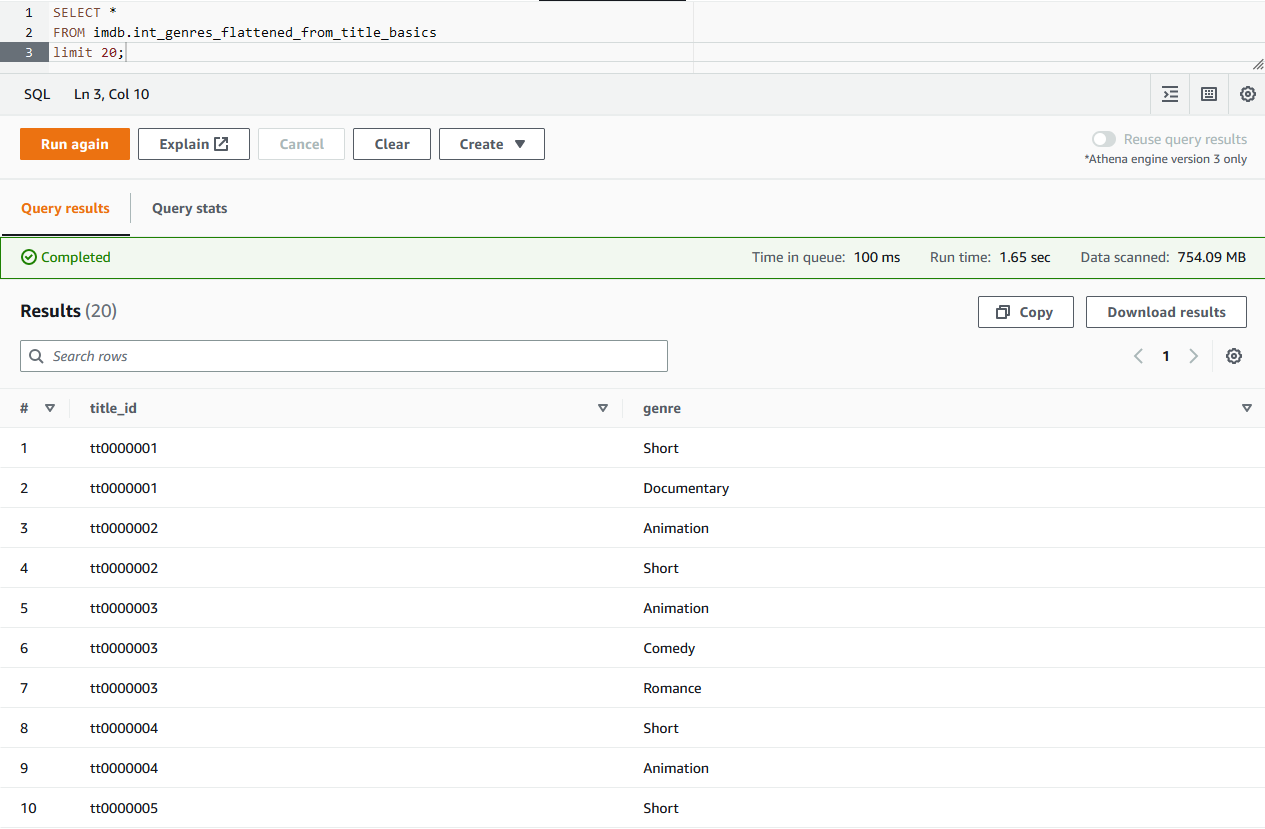 1 SELECT *
2 FROM imdb.int_genres_flattened_from_title_basics
3 limit 20;
SQL Ln 3, Col 10
Run again Explain Cancel Clear Create Reuse query results
*Athena engine version 3 only
Query results Query stats
Completed Time in queue: 100 ms Run time: 1.65 sec Data scanned: 754.09 MB
Results (20) Copy Download results
Search rows 1
# title_id genre
1 tt0000001 Short
2 tt0000001 Documentary
3 tt0000002 Animation
4 tt0000002 Short
5 tt0000003 Animation
6 tt0000003 Comedy
7 tt0000003 Romance
8 tt0000004 Short
9 tt0000004 Animation
10 tt0000005 Short